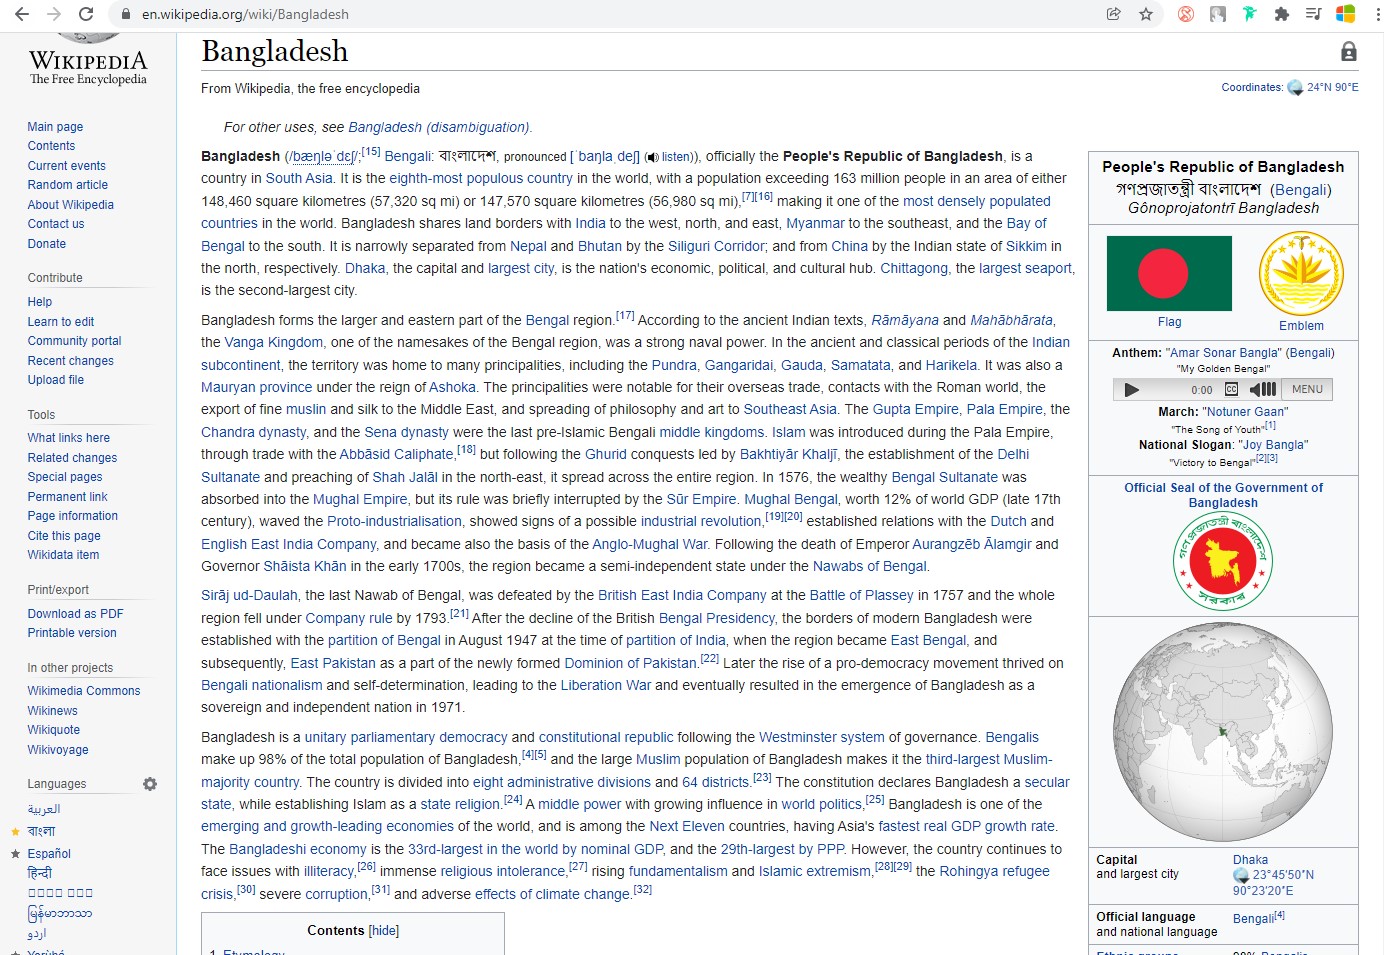 en.wikipedia.org/wiki/Bangladesh
WIKIPEDIA
The Free Encyclopedia
Main page
Contents
Current events
Random article
About Wikipedia
Contact us
Donate
Contribute
Help
Learn to edit
Community portal
Recent changes
Upload file
Tools
What links here
Related changes
Special pages
Permanent link
Page information
Cite this page
Wikidata item
Print/export
Download as PDF
Printable version
In other projects
Wikimedia Commons
Wikinews
Wikiquote
Wikivoyage
Languages
العربية
বাংলা
Español
हिन्दी
မြန်မာဘာသာ
اردو
Yorùbá
Bangladesh
From Wikipedia, the free encyclopedia
Coordinates: 24°N 90°E
For other uses, see Bangladesh (disambiguation).
Bangladesh (/bæŋləˈdɛʃ/;[15] Bengali: বাংলাদেশ, pronounced [ˈbaŋlaˌdeʃ] (listen)), officially the People's Republic of Bangladesh, is a
country in South Asia. It is the eighth-most populous country in the world, with a population exceeding 163 million people in an area of either
148,460 square kilometres (57,320 sq mi) or 147,570 square kilometres (56,980 sq mi),[7][16] making it one of the most densely populated
countries in the world. Bangladesh shares land borders with India to the west, north, and east, Myanmar to the southeast, and the Bay of
Bengal to the south. It is narrowly separated from Nepal and Bhutan by the Siliguri Corridor; and from China by the Indian state of Sikkim in
the north, respectively. Dhaka, the capital and largest city, is the nation's economic, political, and cultural hub. Chittagong, the largest seaport,
is the second-largest city.
Bangladesh forms the larger and eastern part of the Bengal region.[17] According to the ancient Indian texts, Rāmāyana and Mahābhārata,
the Vanga Kingdom, one of the namesakes of the Bengal region, was a strong naval power. In the ancient and classical periods of the Indian
subcontinent, the territory was home to many principalities, including the Pundra, Gangaridai, Gauda, Samatata, and Harikela. It was also a
Mauryan province under the reign of Ashoka. The principalities were notable for their overseas trade, contacts with the Roman world, the
export of fine muslin and silk to the Middle East, and spreading of philosophy and art to Southeast Asia. The Gupta Empire, Pala Empire, the
Chandra dynasty, and the Sena dynasty were the last pre-Islamic Bengali middle kingdoms. Islam was introduced during the Pala Empire,
through trade with the Abbāsid Caliphate,[18] but following the Ghurid conquests led by Bakhtiyār Khaljī, the establishment of the Delhi
Sultanate and preaching of Shah Jalāl in the north-east, it spread across the entire region. In 1576, the wealthy Bengal Sultanate was
absorbed into the Mughal Empire, but its rule was briefly interrupted by the Sūr Empire. Mughal Bengal, worth 12% of world GDP (late 17th
century), waved the Proto-industrialisation, showed signs of a possible industrial revolution,[19][20] established relations with the Dutch and
English East India Company, and became also the basis of the Anglo-Mughal War. Following the death of Emperor Aurangzēb Ālamgir and
Governor Shāista Khān in the early 1700s, the region became a semi-independent state under the Nawabs of Bengal.
Sirāj ud-Daulah, the last Nawab of Bengal, was defeated by the British East India Company at the Battle of Plassey in 1757 and the whole
region fell under Company rule by 1793.[21] After the decline of the British Bengal Presidency, the borders of modern Bangladesh were
established with the partition of Bengal in August 1947 at the time of partition of India, when the region became East Bengal, and
subsequently, East Pakistan as a part of the newly formed Dominion of Pakistan.[22] Later the rise of a pro-democracy movement thrived on
Bengali nationalism and self-determination, leading to the Liberation War and eventually resulted in the emergence of Bangladesh as a
sovereign and independent nation in 1971.
Bangladesh is a unitary parliamentary democracy and constitutional republic following the Westminster system of governance. Bengalis
make up 98% of the total population of Bangladesh,[4][5] and the large Muslim population of Bangladesh makes it the third-largest Muslim-
majority country. The country is divided into eight administrative divisions and 64 districts.[23] The constitution declares Bangladesh a secular
state, while establishing Islam as a state religion.[24] A middle power with growing influence in world politics,[25] Bangladesh is one of the
emerging and growth-leading economies of the world, and is among the Next Eleven countries, having Asia's fastest real GDP growth rate.
The Bangladeshi economy is the 33rd-largest in the world by nominal GDP, and the 29th-largest by PPP. However, the country continues to
face issues with illiteracy,[26] immense religious intolerance,[27] rising fundamentalism and Islamic extremism,[28][29] the Rohingya refugee
crisis,[30] severe corruption,[31] and adverse effects of climate change.[32]
Contents [hide]
1 Etymology
People's Republic of Bangladesh
গণপ্রজাতন্ত্রী বাংলাদেশ (Bengali)
Gônoprojatontrī Bangladesh
Flag
Emblem
Anthem: "Amar Sonar Bangla" (Bengali)
"My Golden Bengal"
0:00 CC MENU
March: "Notuner Gaan"
"The Song of Youth"[1]
National Slogan: "Joy Bangla"
"Victory to Bengal"[2][3]
Official Seal of the Government of
Bangladesh
গণপ্রজাতন্ত্রী বাংলাদেশ
সরকার
Capital
and largest city
Dhaka
23°45′50″N
90°23′20″E
Official language
and national language
Bengali[4]
Ethnic groups
98% Bengalis